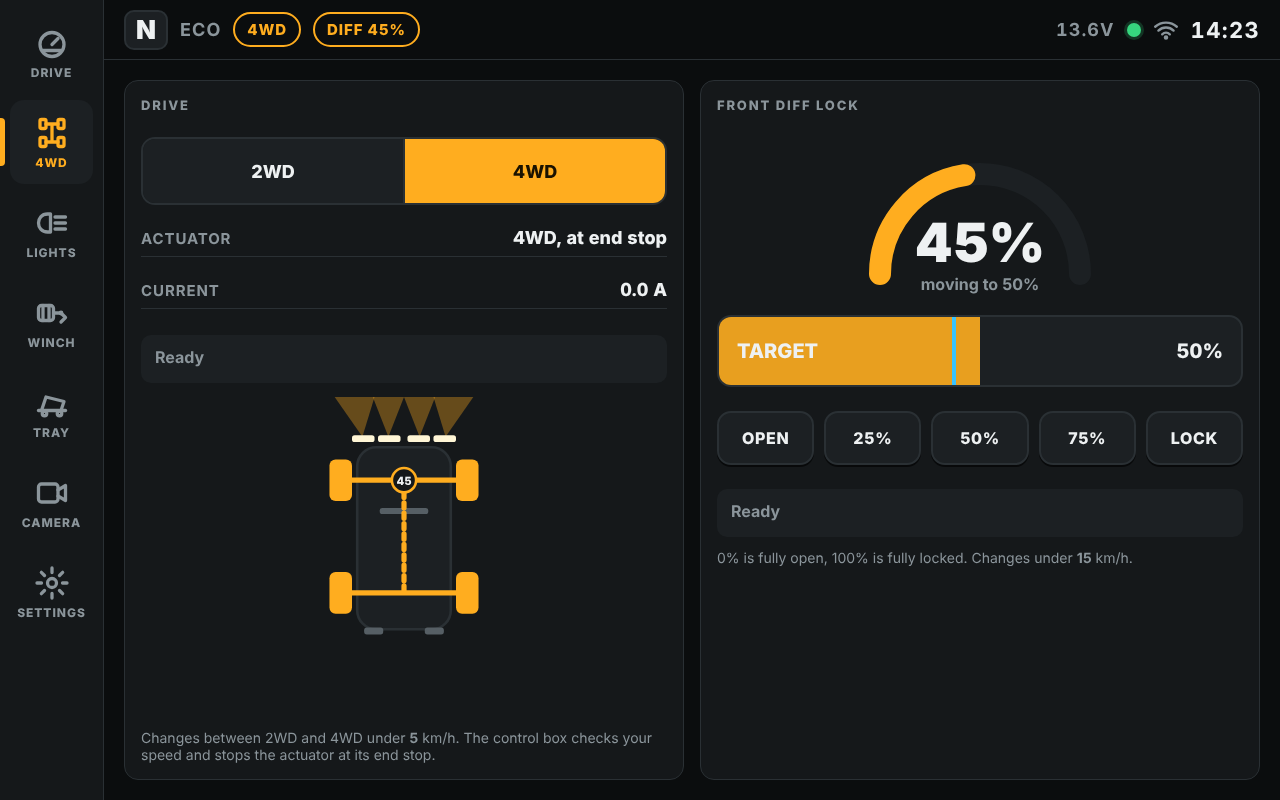 N ECO 4WD DIFF 45% 13.6V 14:23
DRIVE
4WD
LIGHTS
WINCH
TRAY
CAMERA
SETTINGS
DRIVE
2WD 4WD
ACTUATOR 4WD, at end stop
CURRENT 0.0 A
Ready
45
Changes between 2WD and 4WD under 5 km/h. The control box checks your
speed and stops the actuator at its end stop.
FRONT DIFF LOCK
45%
moving to 50%
TARGET 50%
OPEN 25% 50% 75% LOCK
Ready
0% is fully open, 100% is fully locked. Changes under 15 km/h.